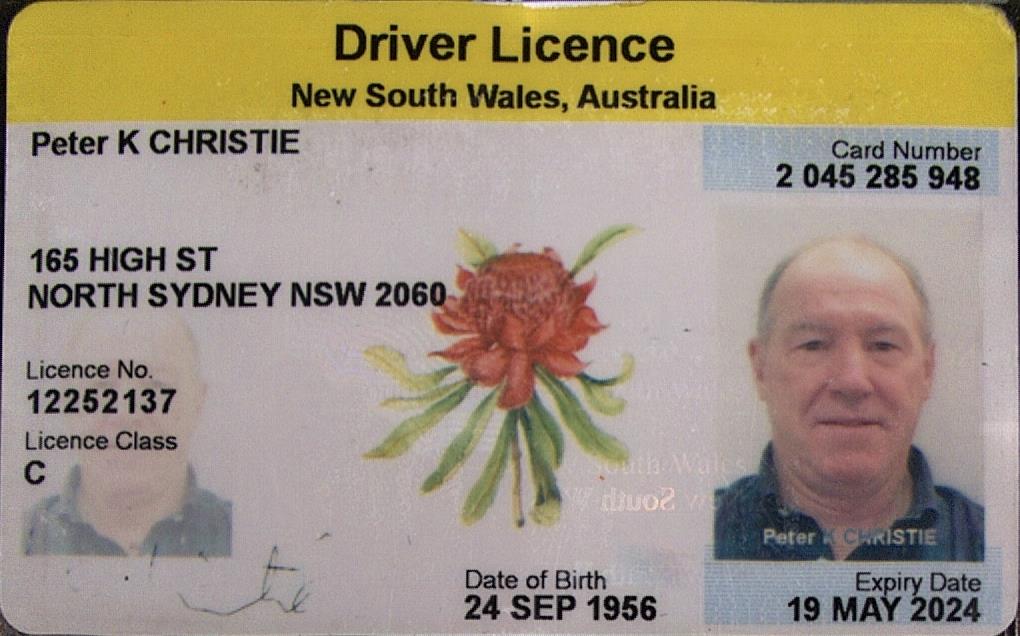 Driver Licence
New South Wales, Australia
Peter K CHRISTIE
Card Number
2 045 285 948
165 HIGH ST
NORTH SYDNEY NSW 2060
Licence No.
12252137
Licence Class
C
South Wales
South W
Peter K CHRISTIE
Date of Birth
24 SEP 1956
Expiry Date
19 MAY 2024